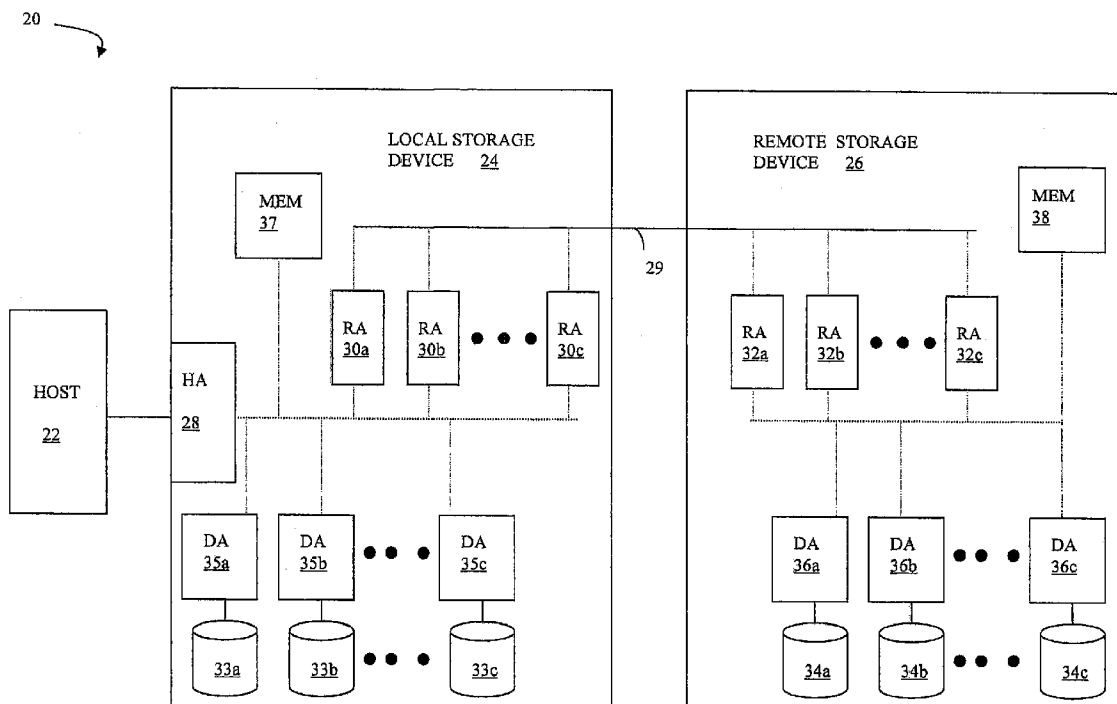 20
LOCAL STORAGE
DEVICE 24
REMOTE STORAGE
DEVICE 26
MEM
37
MEM
38
29
RA
30a
RA
30b
RA
30c
RA
32a
RA
32b
RA
32c
HOST
22
HA
28
DA
35a
DA
35b
DA
35c
DA
36a
DA
36b
DA
36c
33a
33b
33c
34a
34b
34c